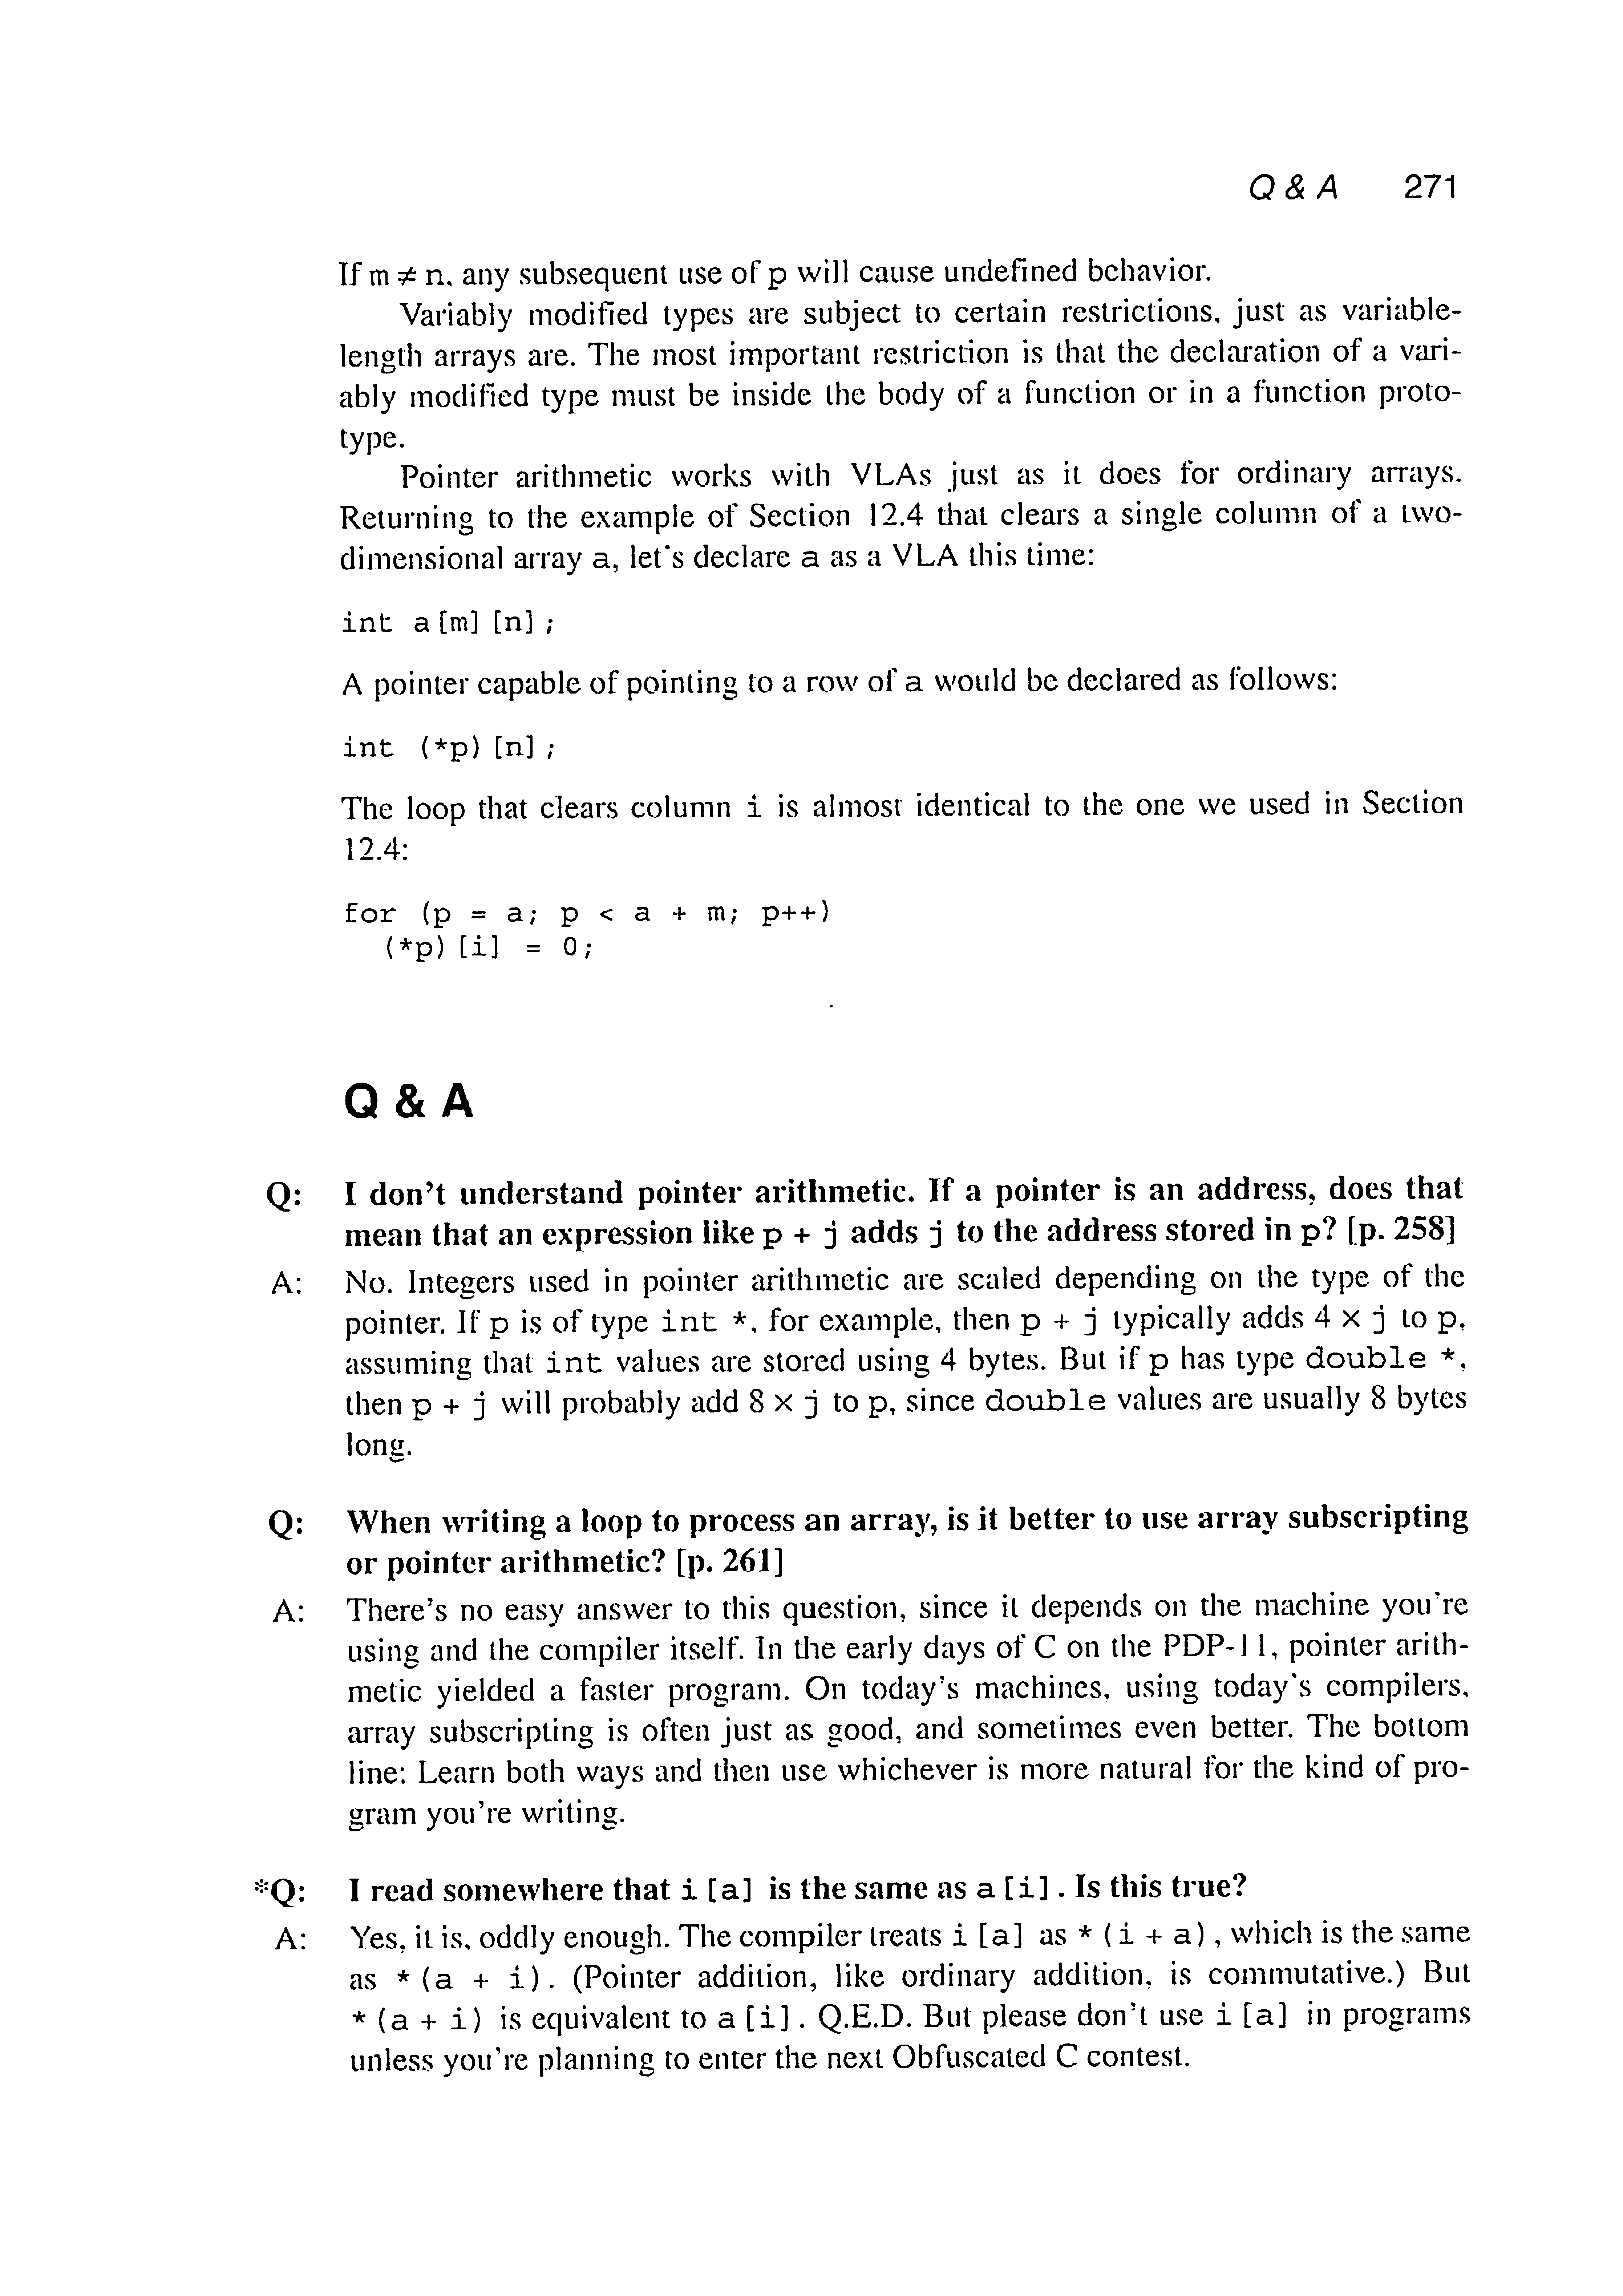 Q & A 271
If m ≠ n, any subsequent use of p will cause undefined behavior.
Variably modified types are subject to certain restrictions, just as variable-
length arrays are. The most important restriction is that the declaration of a vari-
ably modified type must be inside the body of a function or in a function proto-
type.
Pointer arithmetic works with VLAs just as it does for ordinary arrays.
Returning to the example of Section 12.4 that clears a single column of a two-
dimensional array a, let's declare a as a VLA this time:
int a[m][n];
A pointer capable of pointing to a row of a would be declared as follows:
int (*p)[n];
The loop that clears column i is almost identical to the one we used in Section
12.4:
for (p = a; p < a + m; p++)
(*p)[i] = 0;
Q & A
Q: I don't understand pointer arithmetic. If a pointer is an address, does that
mean that an expression like p + j adds j to the address stored in p? [p. 258]
A: No. Integers used in pointer arithmetic are scaled depending on the type of the
pointer. If p is of type int *, for example, then p + j typically adds 4 × j to p,
assuming that int values are stored using 4 bytes. But if p has type double *,
then p + j will probably add 8 × j to p, since double values are usually 8 bytes
long.
Q: When writing a loop to process an array, is it better to use array subscripting
or pointer arithmetic? [p. 261]
A: There's no easy answer to this question, since it depends on the machine you're
using and the compiler itself. In the early days of C on the PDP-11, pointer arith-
metic yielded a faster program. On today's machines, using today's compilers,
array subscripting is often just as good, and sometimes even better. The bottom
line: Learn both ways and then use whichever is more natural for the kind of pro-
gram you're writing.
*Q: I read somewhere that i[a] is the same as a[i]. Is this true?
A: Yes, it is, oddly enough. The compiler treats i[a] as *(i + a), which is the same
as *(a + i). (Pointer addition, like ordinary addition, is commutative.) But
*(a + i) is equivalent to a[i]. Q.E.D. But please don't use i[a] in programs
unless you're planning to enter the next Obfuscated C contest.